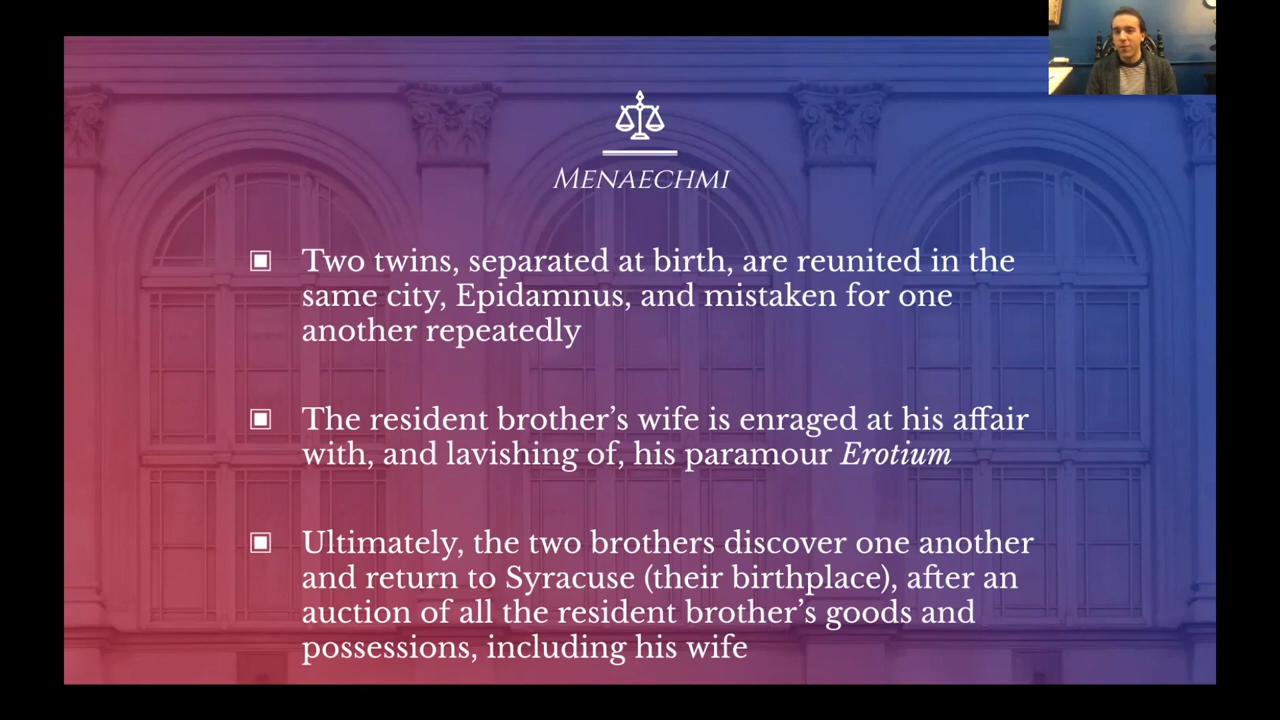 Menaechmi
Two twins, separated at birth, are reunited in the
same city, Epidamnus, and mistaken for one
another repeatedly
The resident brother’s wife is enraged at his affair
with, and lavishing of, his paramour Erotium
Ultimately, the two brothers discover one another
and return to Syracuse (their birthplace), after an
auction of all the resident brother’s goods and
possessions, including his wife